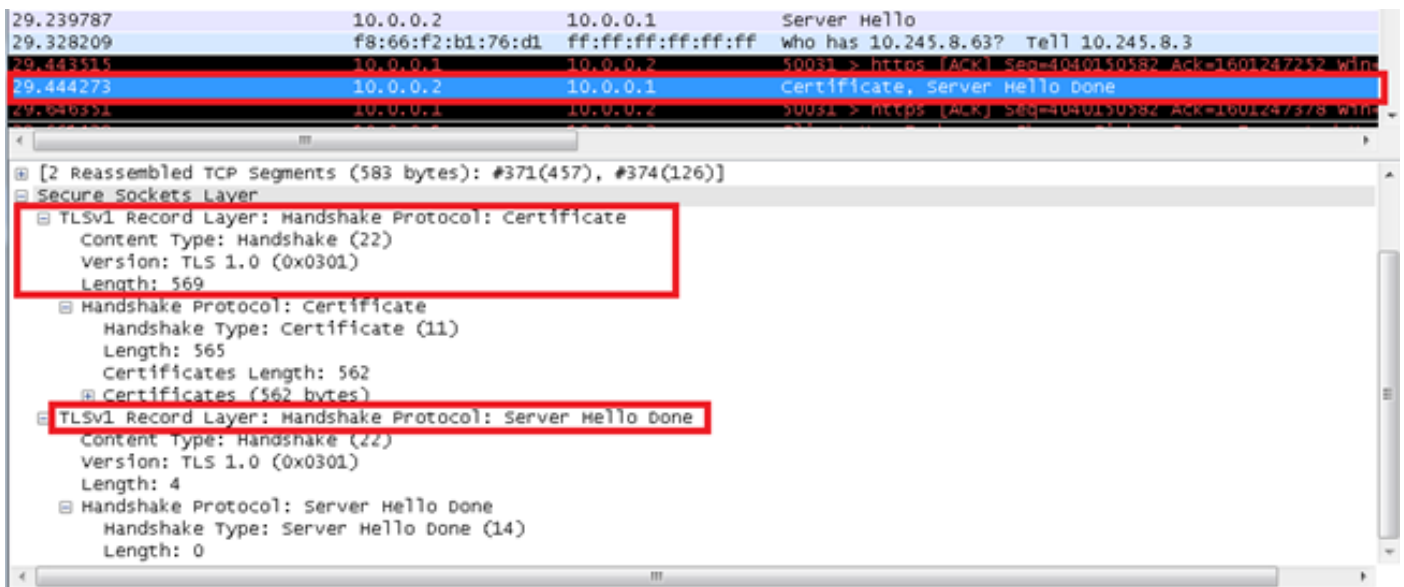 29.239787 10.0.0.2 10.0.0.1 Server Hello
29.328209 f8:66:f2:b1:76:d1 ff:ff:ff:ff:ff:ff Who has 10.245.8.63? Tell 10.245.8.3
29.443515 10.0.0.1 10.0.0.2 50031 > https [ACK] Seq=4040150582 Ack=1601247252 Win=
29.444273 10.0.0.2 10.0.0.1 Certificate, Server Hello Done
29.646351 10.0.0.1 10.0.0.2 50031 > https [ACK] Seq=4040150582 Ack=1601247378 Win=
[2 Reassembled TCP Segments (583 bytes): #371(457), #374(126)]
Secure Sockets Layer
TLSv1 Record Layer: Handshake Protocol: Certificate
Content Type: Handshake (22)
Version: TLS 1.0 (0x0301)
Length: 569
Handshake Protocol: Certificate
Handshake Type: Certificate (11)
Length: 565
Certificates Length: 562
Certificates (562 bytes)
TLSv1 Record Layer: Handshake Protocol: Server Hello Done
Content Type: Handshake (22)
Version: TLS 1.0 (0x0301)
Length: 4
Handshake Protocol: Server Hello Done
Handshake Type: Server Hello Done (14)
Length: 0